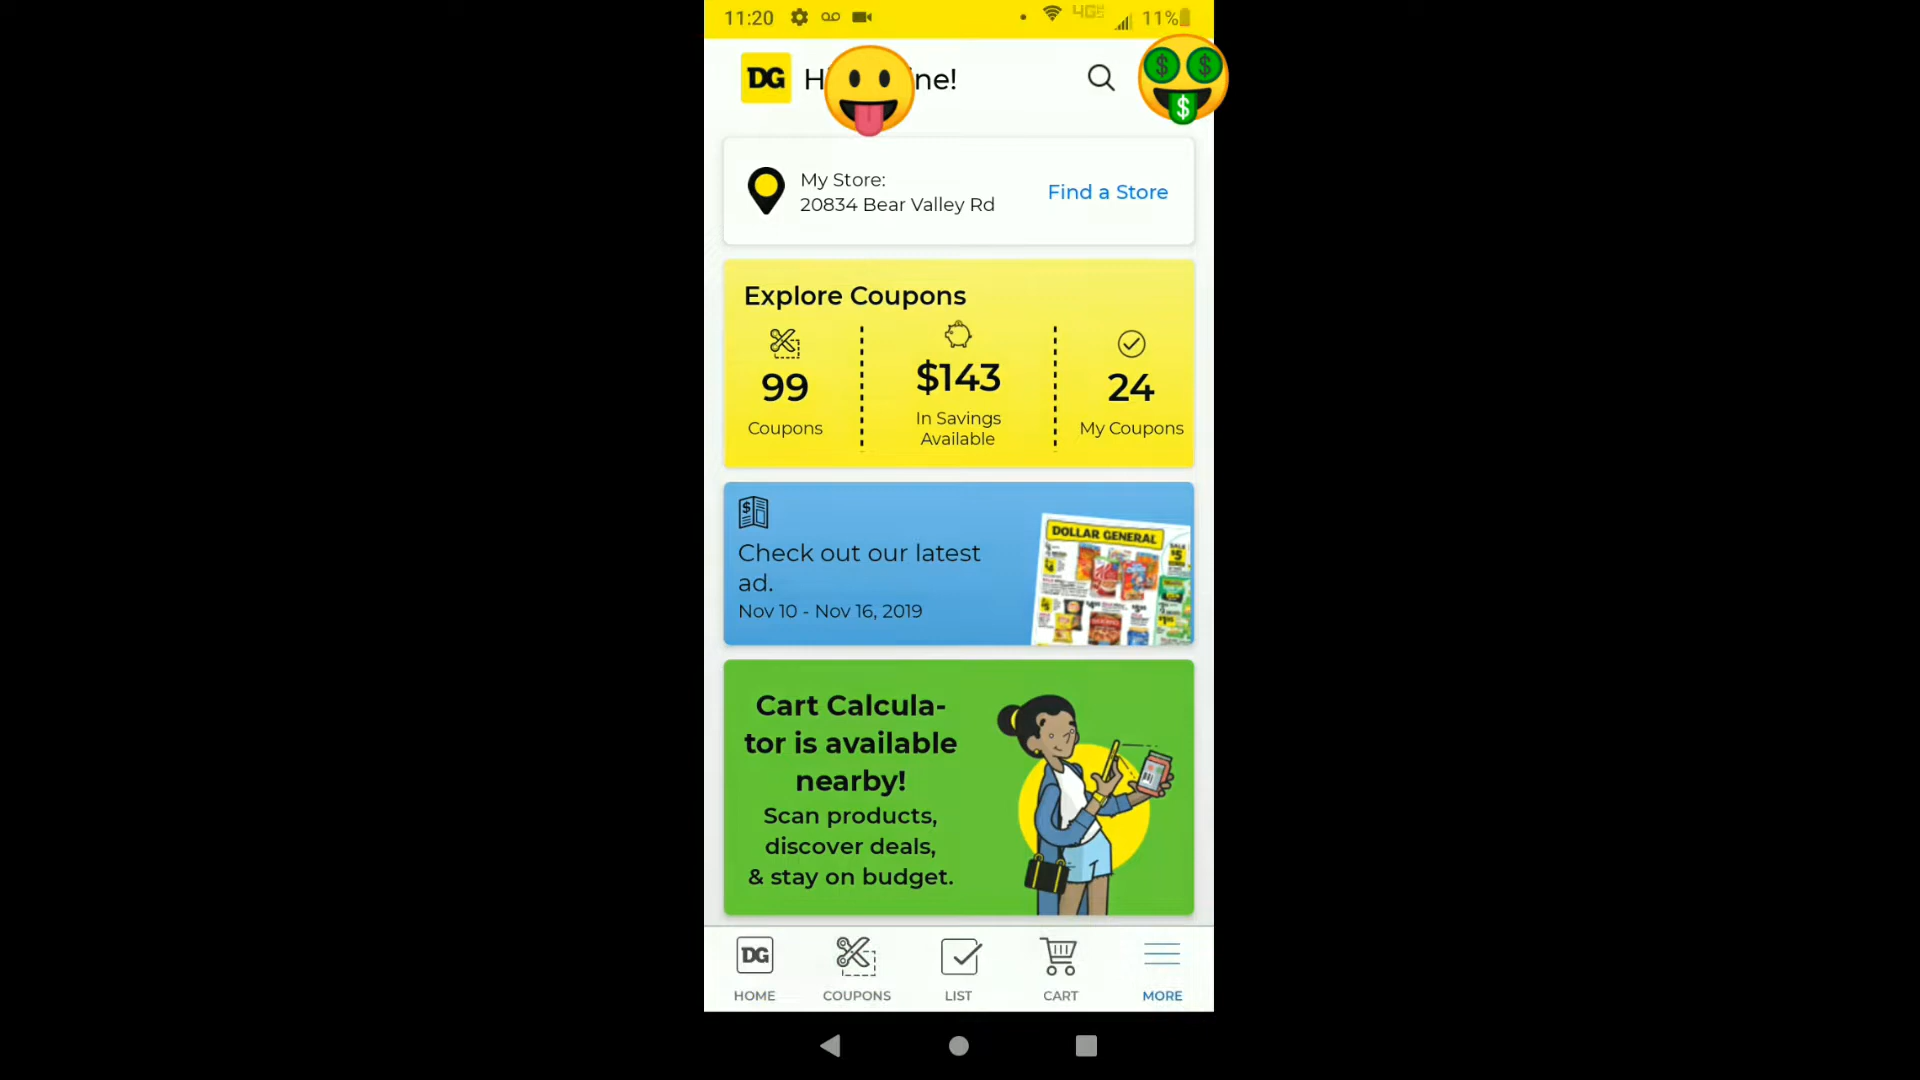 11:20 4G 11%
DG H ne!
My Store:
20834 Bear Valley Rd
Find a Store
Explore Coupons
99
Coupons
$143
In Savings
Available
24
My Coupons
Check out our latest
ad.
Nov 10 - Nov 16, 2019
DOLLAR GENERAL
SALE
$5
Cart Calcula-
tor is available
nearby!
Scan products,
discover deals,
& stay on budget.
DG
HOME COUPONS LIST CART MORE